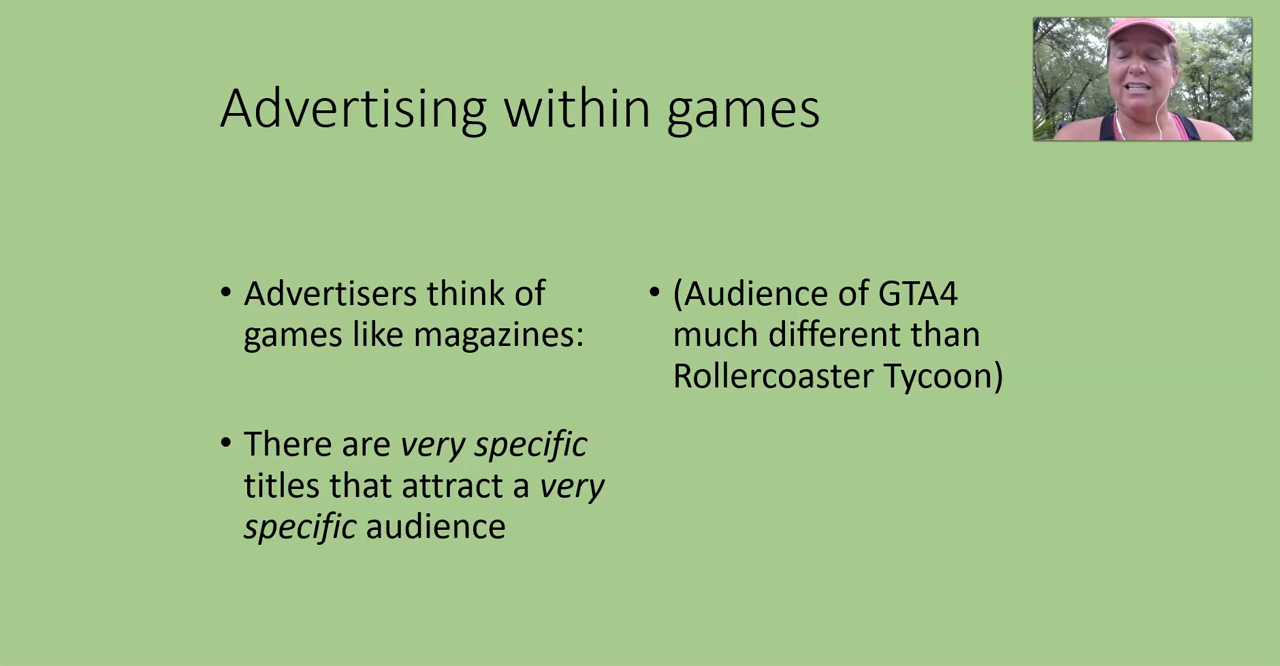 Advertising within games
• Advertisers think of
games like magazines:
• There are very specific
titles that attract a very
specific audience
• (Audience of GTA4
much different than
Rollercoaster Tycoon)